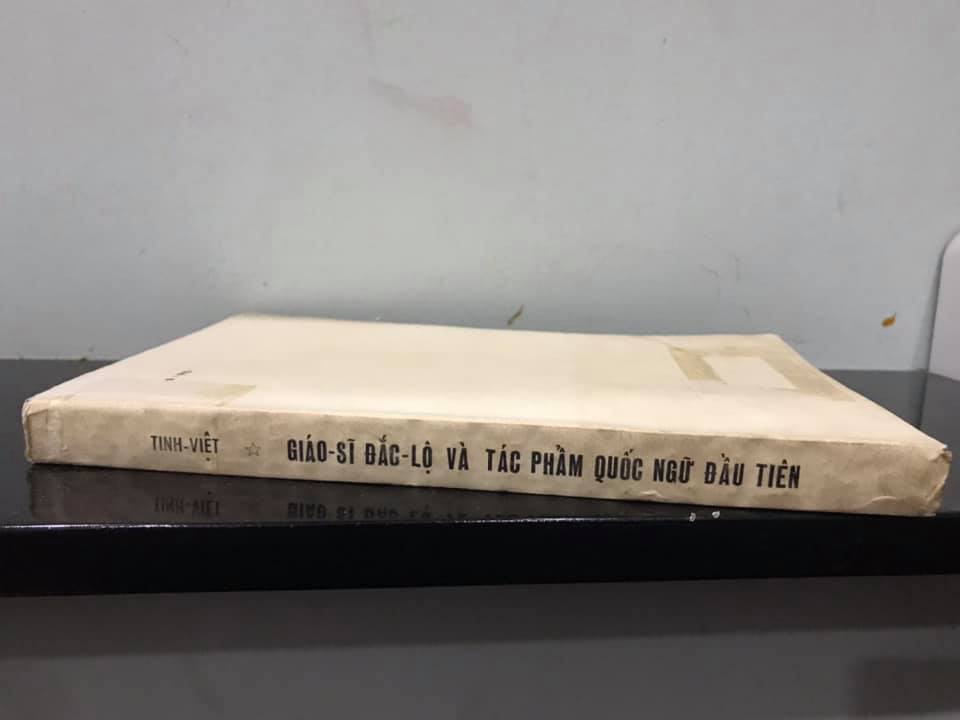 TINH-VIỆT ☆ GIÁO-SĨ ĐẮC-LỘ VÀ TÁC PHẨM QUỐC NGỮ ĐẦU TIÊN